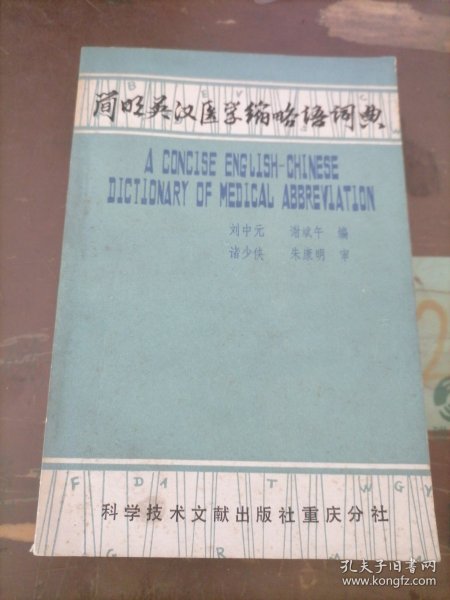 简明英汉医学缩略语词典
A CONCISE ENGLISH-CHINESE
DICTIONARY OF MEDICAL ABBREVIATION
刘中元 谢斌午 编
诸少侠 朱康明 审
F D 1 T W G Y
科学技术文献出版社重庆分社
孔夫子旧书网
www.kongfz.com